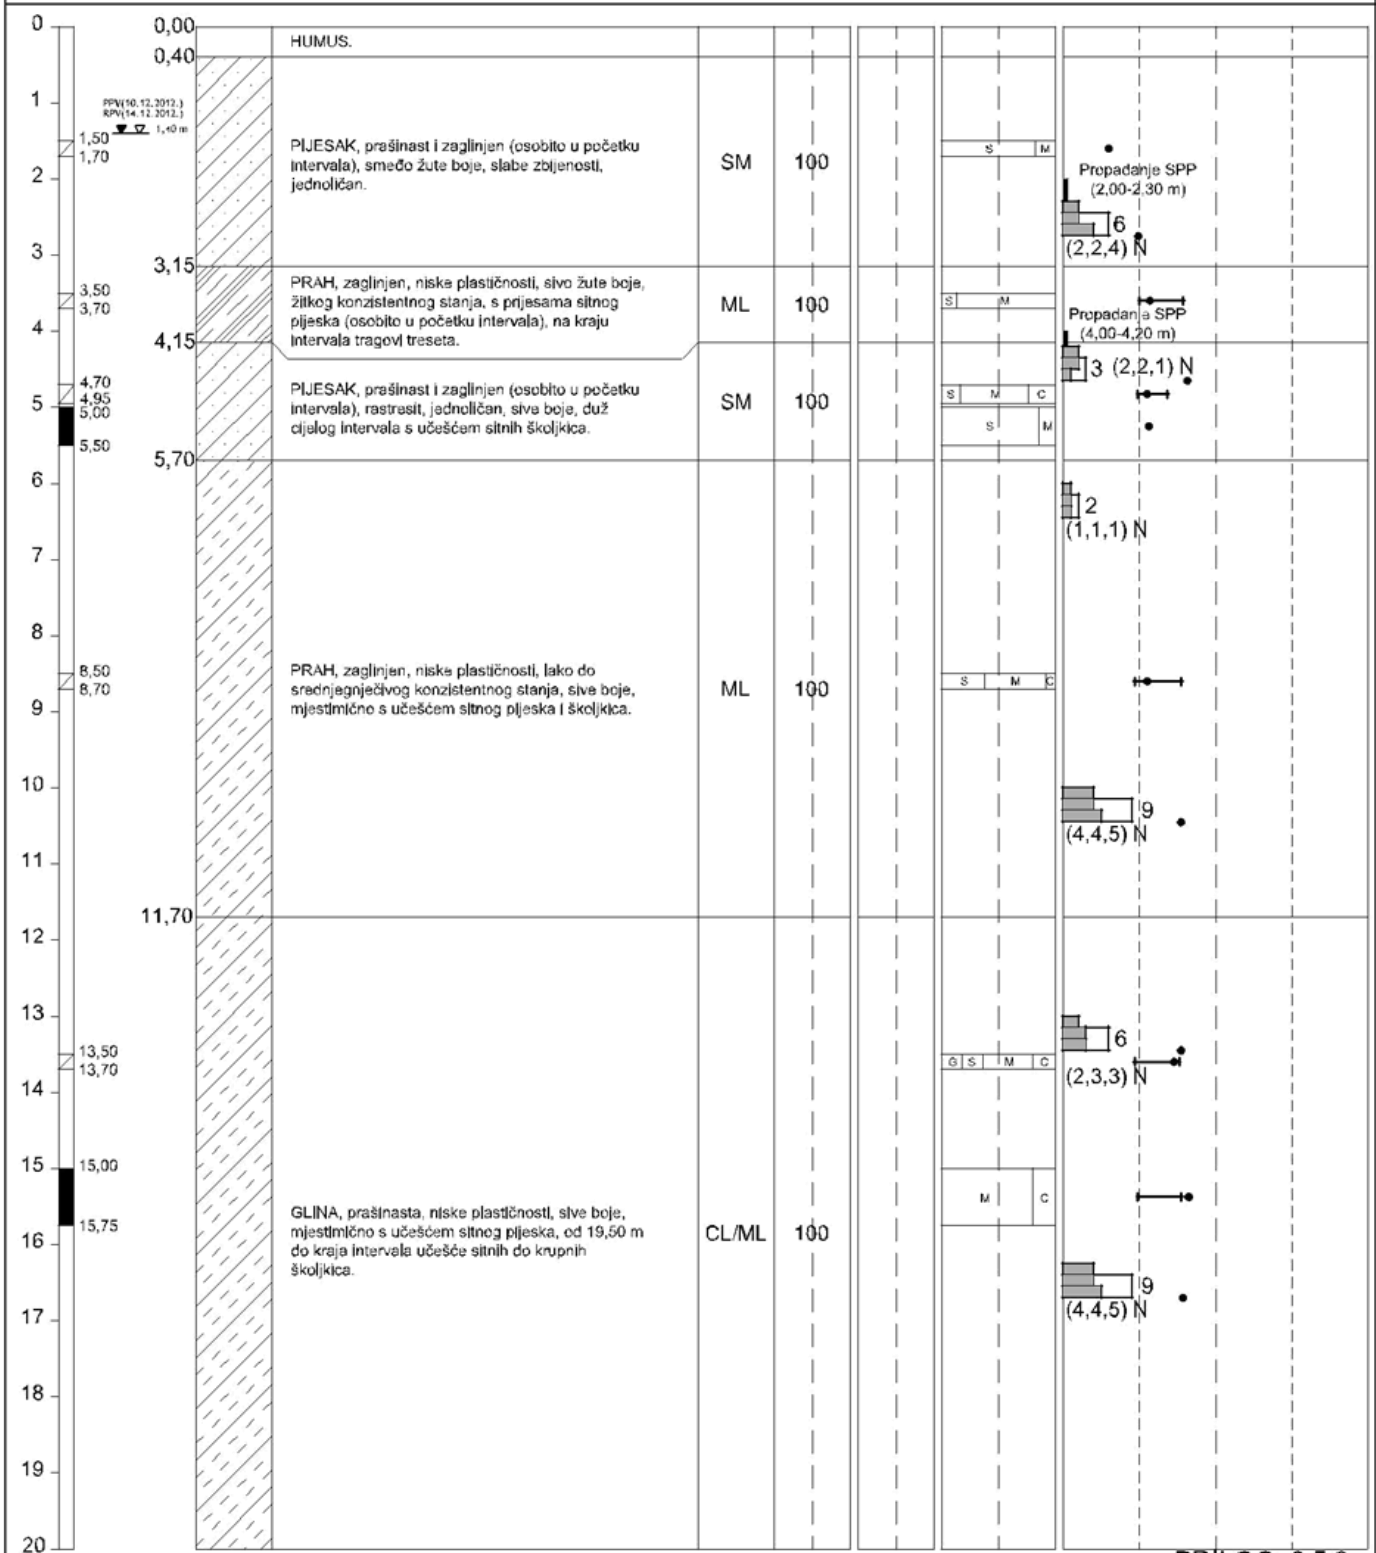 0
0,00
HUMUS.
0,40
1
PPV(10.12.2012.)
RPV(14.12.2012.)
1,40 m
1,50
1,70
PIJESAK, prašinast i zaglinjen (osobito u početku
intervala), smeđo žute boje, slabe zbijenosti,
jednoličan.
SM
100
S M
2
Propadanje SPP
(2,00-2,30 m)
6
(2,2,4) N
3
3,15
PRAH, zaglinjen, niske plastičnosti, sivo žute boje,
žitkog konzistentnog stanja, s prijesama sitnog
pijeska (osobito u početku intervala), na kraju
intervala tragovi treseta.
ML
100
3,50
3,70
S M
Propadanje SPP
(4,00-4,20 m)
4
4,15
3 (2,2,1) N
4,70
4,95
5
5,00
5,50
PIJESAK, prašinast i zaglinjen (osobito u početku
intervala), rastresit, jednoličan, sive boje, duž
cijelog intervala s učešćem sitnih školjkica.
SM
100
S M C
S M
5,70
6
2
(1,1,1) N
7
8
8,50
8,70
PRAH, zaglinjen, niske plastičnosti, lako do
srednjegnječivog konzistentnog stanja, sive boje,
mjestimično s učešćem sitnog pijeska i školjkica.
ML
100
S M C
9
10
9
(4,4,5) N
11
11,70
12
13
6
(2,3,3) N
13,50
13,70
G S M C
14
15
15,00
15,75
M C
GLINA, prašinasta, niske plastičnosti, sive boje,
mjestimično s učešćem sitnog pijeska, od 19,50 m
do kraja intervala učešće sitnih do krupnih
školjkica.
CL/ML
100
16
9
(4,4,5) N
17
18
19
20